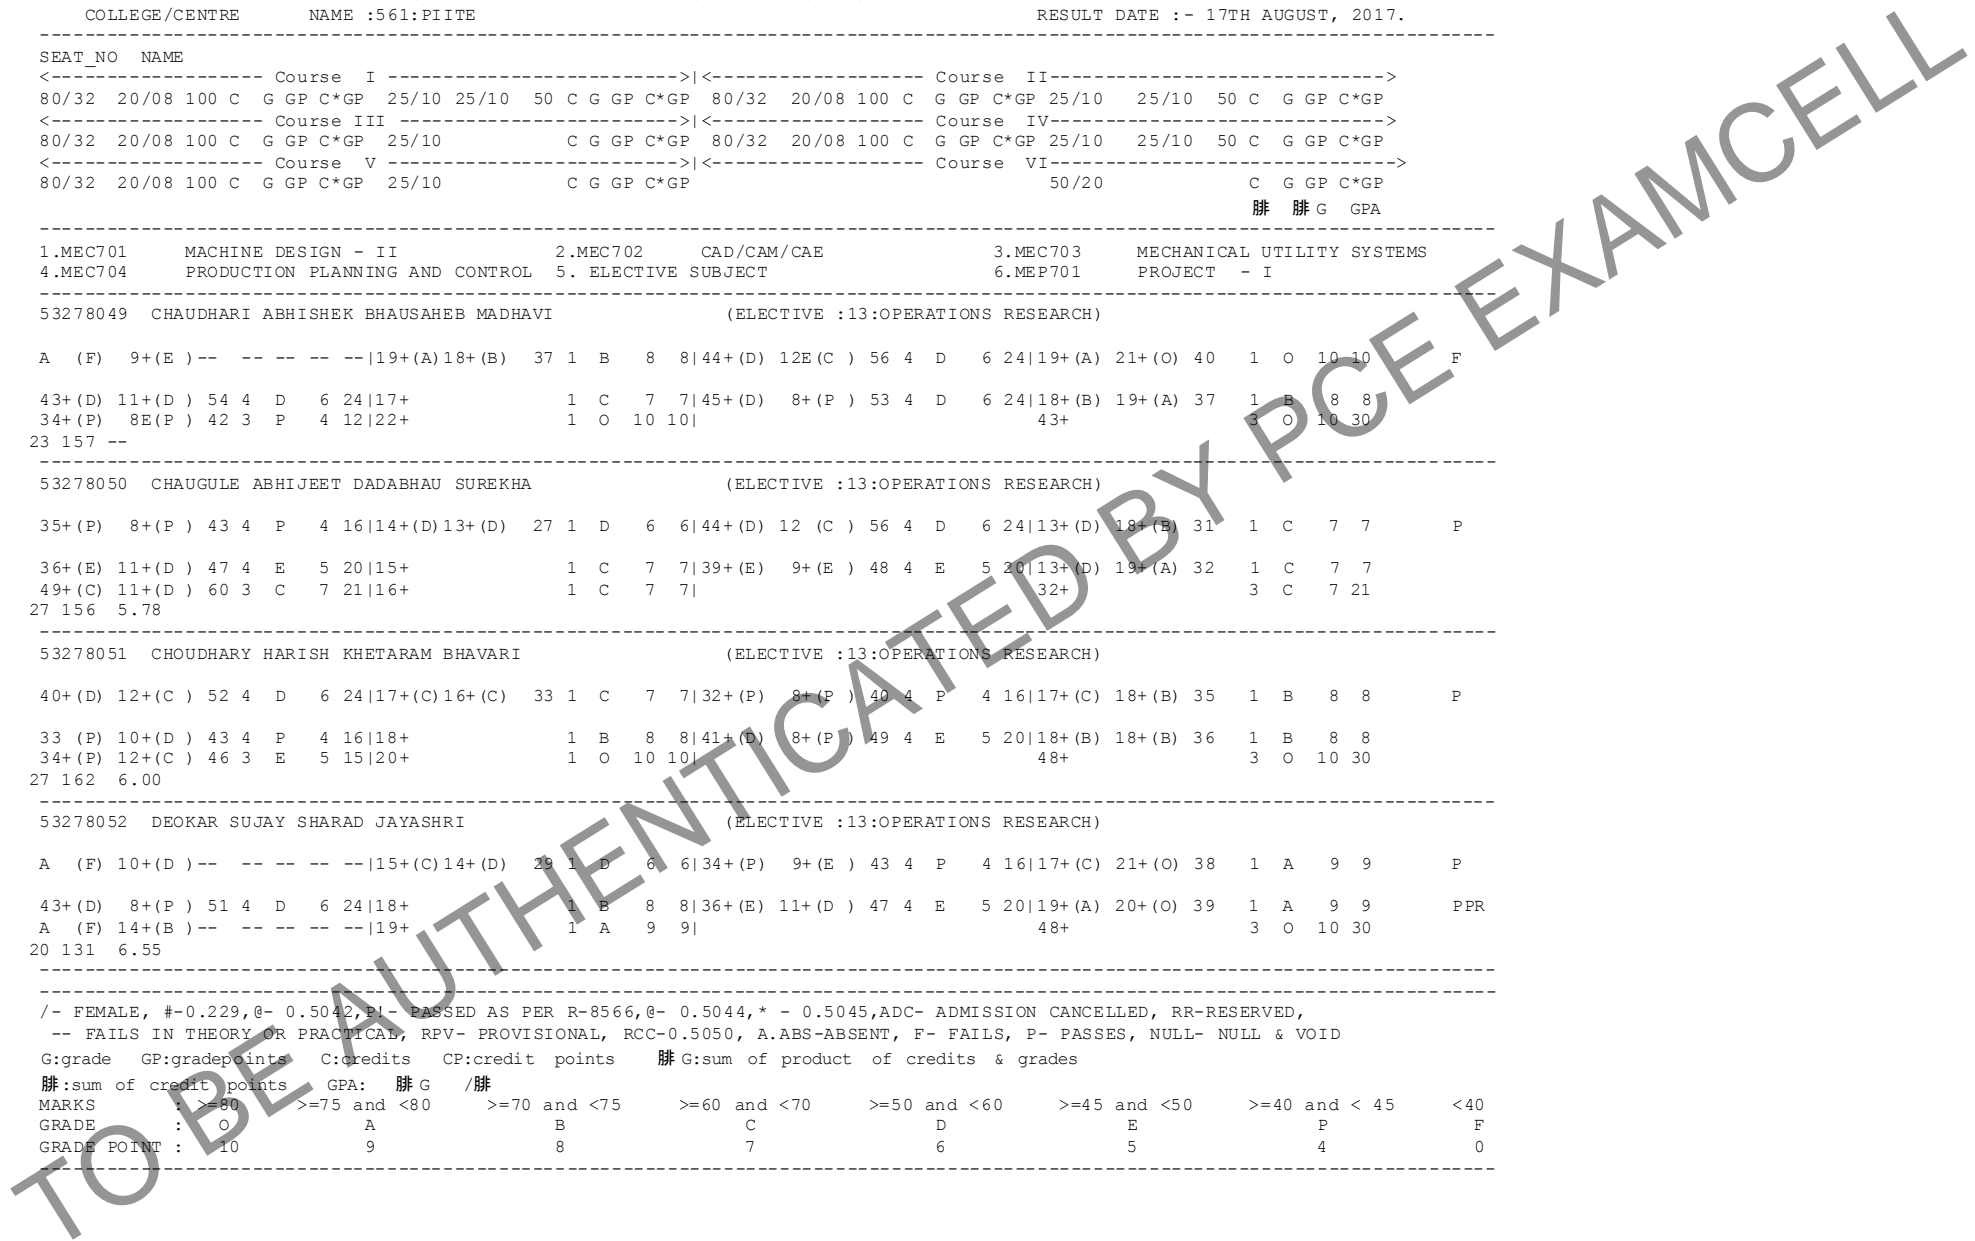 COLLEGE/CENTRE NAME :561:PIITE RESULT DATE :- 17TH AUGUST, 2017.
SEAT_NO NAME
<------------------- Course I -------------------------->|<------------------- Course II----------------------------->
80/32 20/08 100 C G GP C*GP 25/10 25/10 50 C G GP C*GP 80/32 20/08 100 C G GP C*GP 25/10 25/10 50 C G GP C*GP
<------------------- Course III ------------------------->|<------------------- Course IV----------------------------->
80/32 20/08 100 C G GP C*GP 25/10 C G GP C*GP 80/32 20/08 100 C G GP C*GP 25/10 25/10 50 C G GP C*GP
<------------------- Course V -------------------------->|<------------------- Course VI------------------------------>
80/32 20/08 100 C G GP C*GP 25/10 C G GP C*GP 50/20 C G GP C*GP
腓 腓G GPA
1.MEC701 MACHINE DESIGN - II 2.MEC702 CAD/CAM/CAE 3.MEC703 MECHANICAL UTILITY SYSTEMS
4.MEC704 PRODUCTION PLANNING AND CONTROL 5. ELECTIVE SUBJECT 6.MEP701 PROJECT - I
53278049 CHAUDHARI ABHISHEK BHAUSAHEB MADHAVI (ELECTIVE :13:OPERATIONS RESEARCH)
A (F) 9+(E )-- -- -- -- --|19+(A)18+(B) 37 1 B 8 8|44+(D) 12E(C ) 56 4 D 6 24|19+(A) 21+(O) 40 1 O 10 10 F
43+(D) 11+(D ) 54 4 D 6 24|17+ 1 C 7 7|45+(D) 8+(P ) 53 4 D 6 24|18+(B) 19+(A) 37 1 B 8 8
34+(P) 8E(P ) 42 3 P 4 12|22+ 1 O 10 10| 43+ 3 O 10 30
23 157 --
53278050 CHAUGULE ABHIJEET DADABHAU SUREKHA (ELECTIVE :13:OPERATIONS RESEARCH)
35+(P) 8+(P ) 43 4 P 4 16|14+(D)13+(D) 27 1 D 6 6|44+(D) 12 (C ) 56 4 D 6 24|13+(D) 18+(B) 31 1 C 7 7 P
36+(E) 11+(D ) 47 4 E 5 20|15+ 1 C 7 7|39+(E) 9+(E ) 48 4 E 5 20|13+(D) 19+(A) 32 1 C 7 7
49+(C) 11+(D ) 60 3 C 7 21|16+ 1 C 7 7| 32+ 3 C 7 21
27 156 5.78
53278051 CHOUDHARY HARISH KHETARAM BHAVARI (ELECTIVE :13:OPERATIONS RESEARCH)
40+(D) 12+(C ) 52 4 D 6 24|17+(C)16+(C) 33 1 C 7 7|32+(P) 8+(P ) 40 4 P 4 16|17+(C) 18+(B) 35 1 B 8 8 P
33 (P) 10+(D ) 43 4 P 4 16|18+ 1 B 8 8|41+(D) 8+(P ) 49 4 E 5 20|18+(B) 18+(B) 36 1 B 8 8
34+(P) 12+(C ) 46 3 E 5 15|20+ 1 O 10 10| 48+ 3 O 10 30
27 162 6.00
53278052 DEOKAR SUJAY SHARAD JAYASHRI (ELECTIVE :13:OPERATIONS RESEARCH)
A (F) 10+(D )-- -- -- -- --|15+(C)14+(D) 29 1 D 6 6|34+(P) 9+(E ) 43 4 P 4 16|17+(C) 21+(O) 38 1 A 9 9 P
43+(D) 8+(P ) 51 4 D 6 24|18+ 1 B 8 8|36+(E) 11+(D ) 47 4 E 5 20|19+(A) 20+(O) 39 1 A 9 9 PPR
A (F) 14+(B )-- -- -- -- --|19+ 1 A 9 9| 48+ 3 O 10 30
20 131 6.55
/- FEMALE, #-0.229,@- 0.5042,P!- PASSED AS PER R-8566,@- 0.5044,* - 0.5045,ADC- ADMISSION CANCELLED, RR-RESERVED,
-- FAILS IN THEORY OR PRACTICAL, RPV- PROVISIONAL, RCC-0.5050, A.ABS-ABSENT, F- FAILS, P- PASSES, NULL- NULL & VOID
G:grade GP:gradepoints C:credits CP:credit points 腓G:sum of product of credits & grades
腓:sum of credit points GPA: 腓G /腓
MARKS : >=80 >=75 and <80 >=70 and <75 >=60 and <70 >=50 and <60 >=45 and <50 >=40 and < 45 <40
GRADE : O A B C D E P F
GRADE POINT : 10 9 8 7 6 5 4 0
TO BE AUTHENTICATED BY PCE EXAMCELL